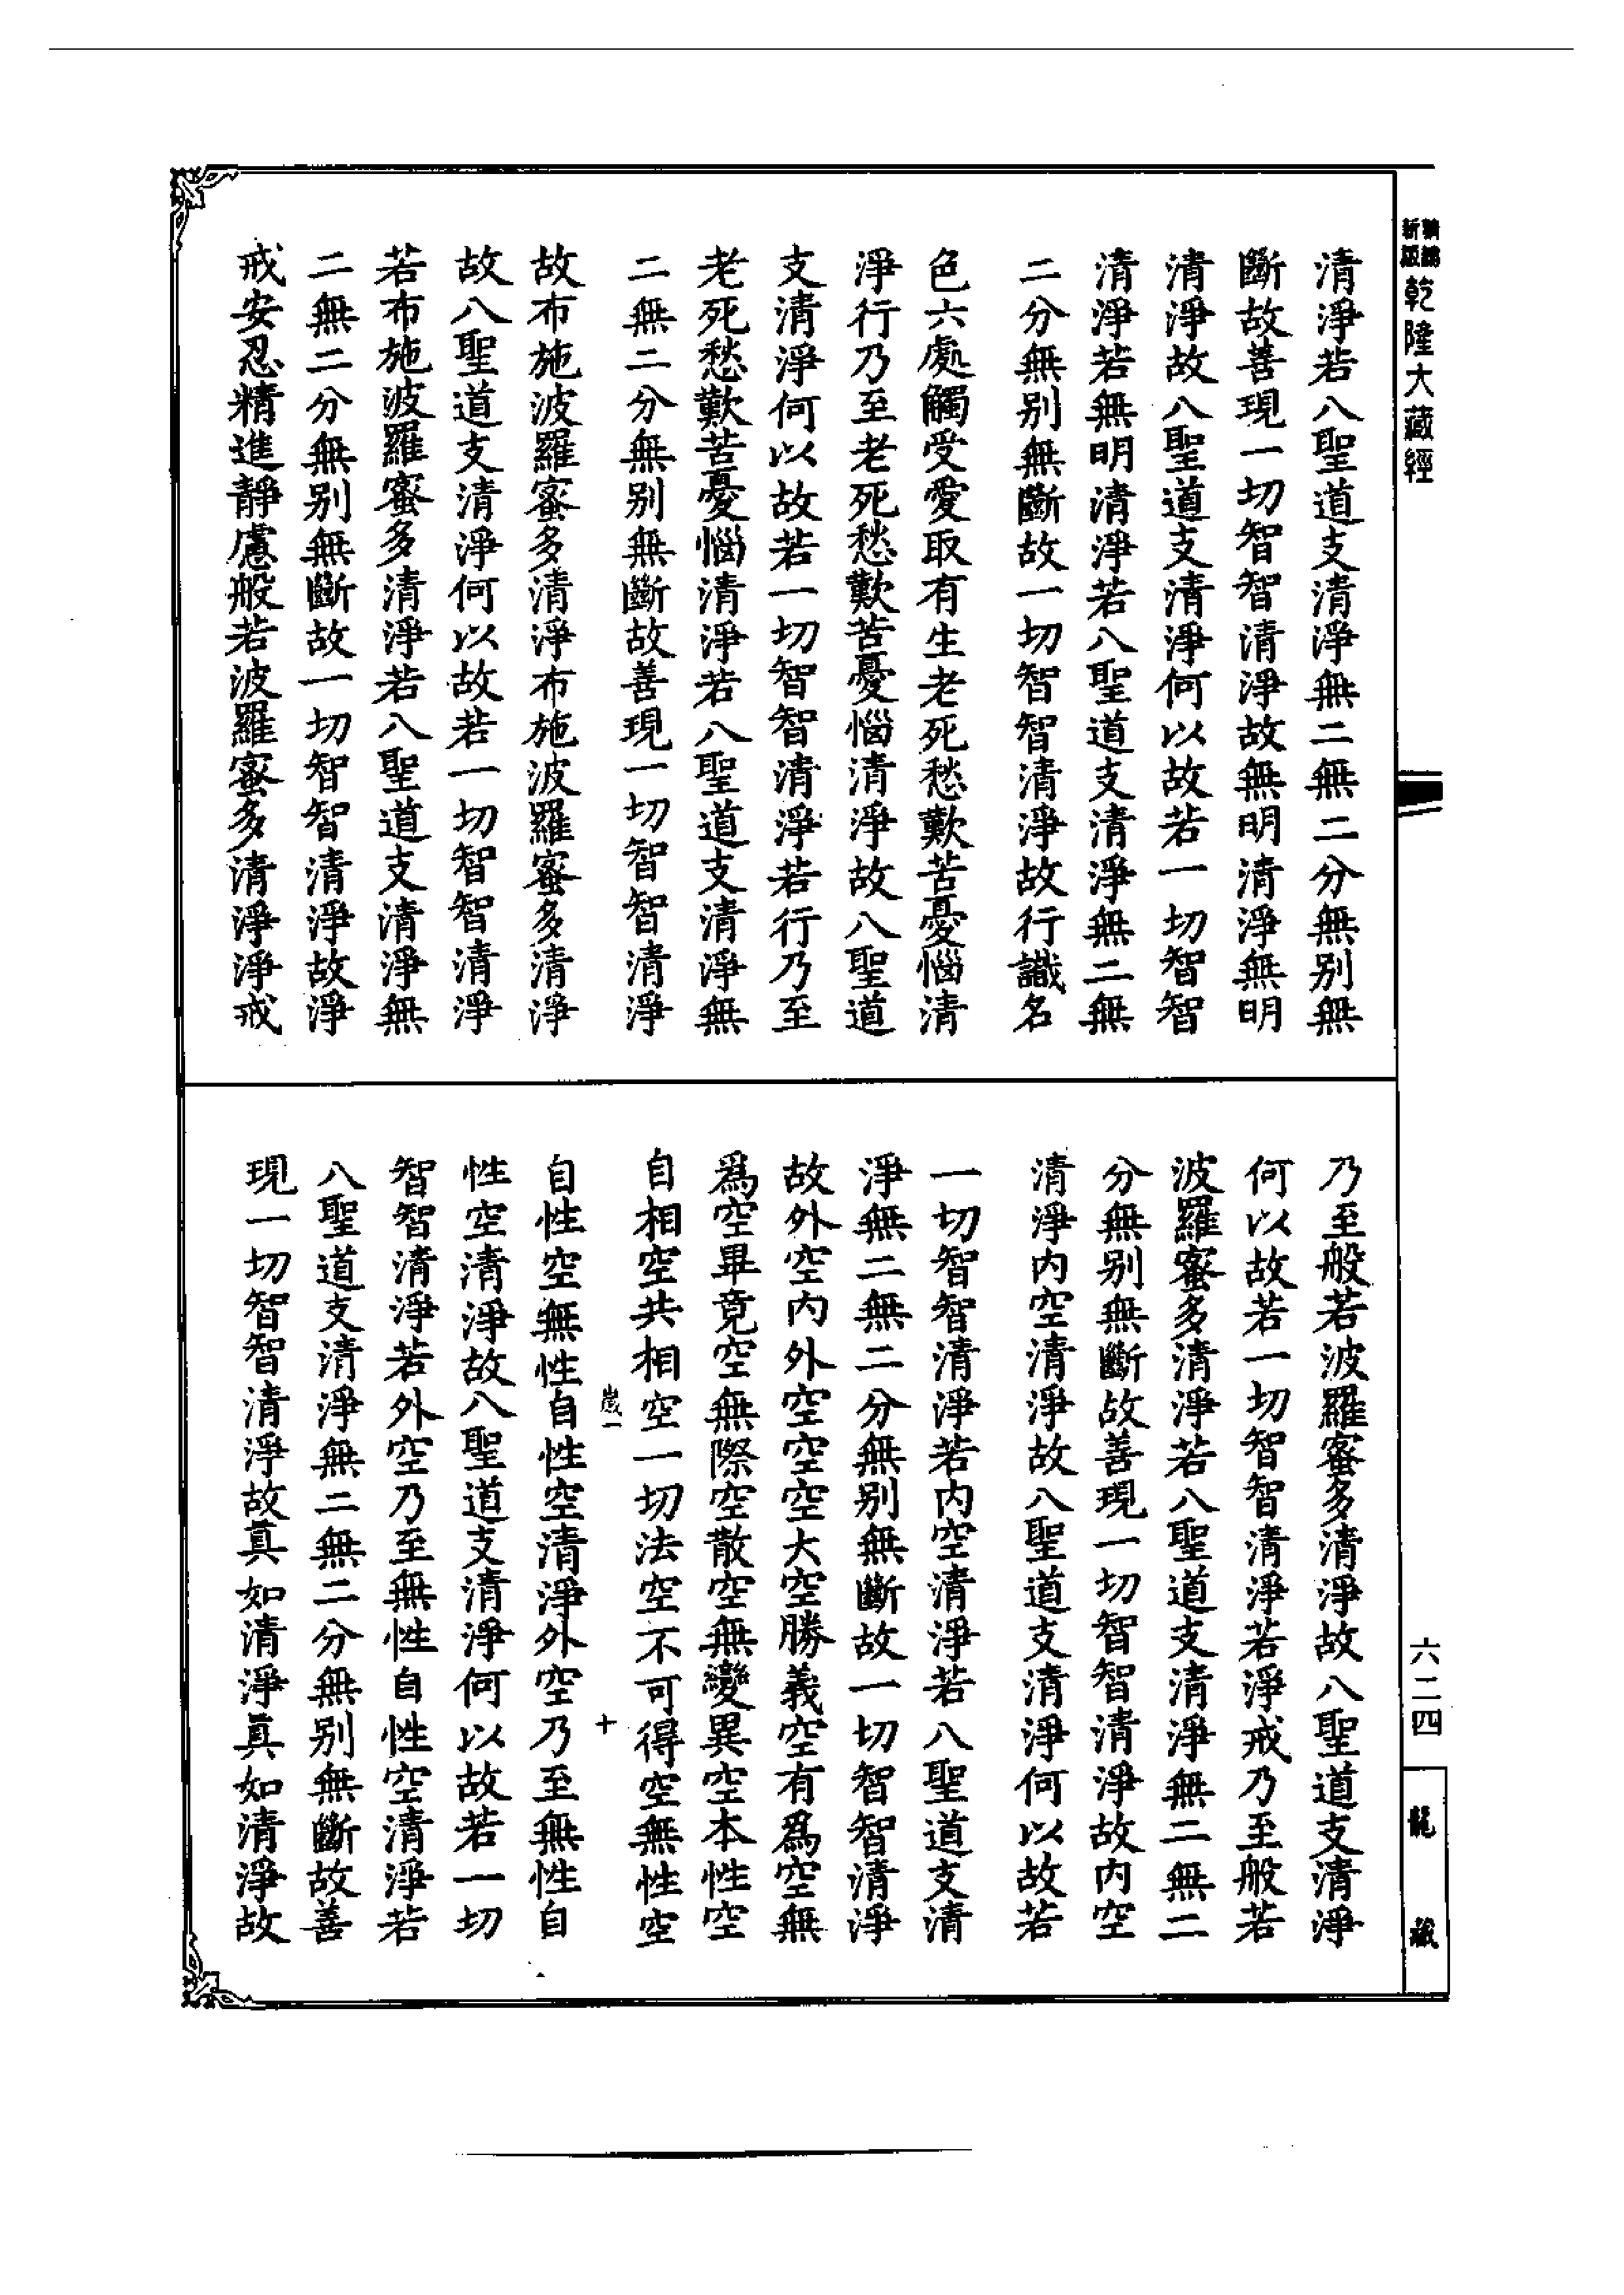 新編
新版
乾隆大藏經
清淨若八聖道支清淨無二無二分無別無
斷故善現一切智智清淨故無明清淨無明
清淨故八聖道支清淨何以故若一切智智
清淨若無明清淨若八聖道支清淨無二無
二分無別無斷故一切智智清淨故行識名
色六處觸受愛取有生老死愁歎苦憂惱清
淨行乃至老死愁歎苦憂惱清淨故八聖道
支清淨何以故若一切智智清淨若行乃至
老死愁歎苦憂惱清淨若八聖道支清淨無
二無二分無別無斷故善現一切智智清淨
故布施波羅蜜多清淨布施波羅蜜多清淨
故八聖道支清淨何以故若一切智智清淨
若布施波羅蜜多清淨若八聖道支清淨無
二無二分無別無斷故一切智智清淨故淨
戒安忍精進靜慮般若波羅蜜多清淨淨戒
乃至般若波羅蜜多清淨故八聖道支清淨
何以故若一切智智清淨若淨戒乃至般若
波羅蜜多清淨若八聖道支清淨無二無二
分無別無斷故善現一切智智清淨故內空
清淨內空清淨故八聖道支清淨何以故若
一切智智清淨若內空清淨若八聖道支清
淨無二無二分無別無斷故一切智智清淨
故外空內外空空空大空勝義空有爲空無
爲空畢竟空無際空散空無變異空本性空
自相空共相空一切法空不可得空無性空
歲一
十
自性空無性自性空清淨外空乃至無性自
性空清淨故八聖道支清淨何以故若一切
智智清淨若外空乃至無性自性空清淨若
八聖道支清淨無二無二分無別無斷故善
現一切智智清淨故真如清淨真如清淨故
六二四
龍藏